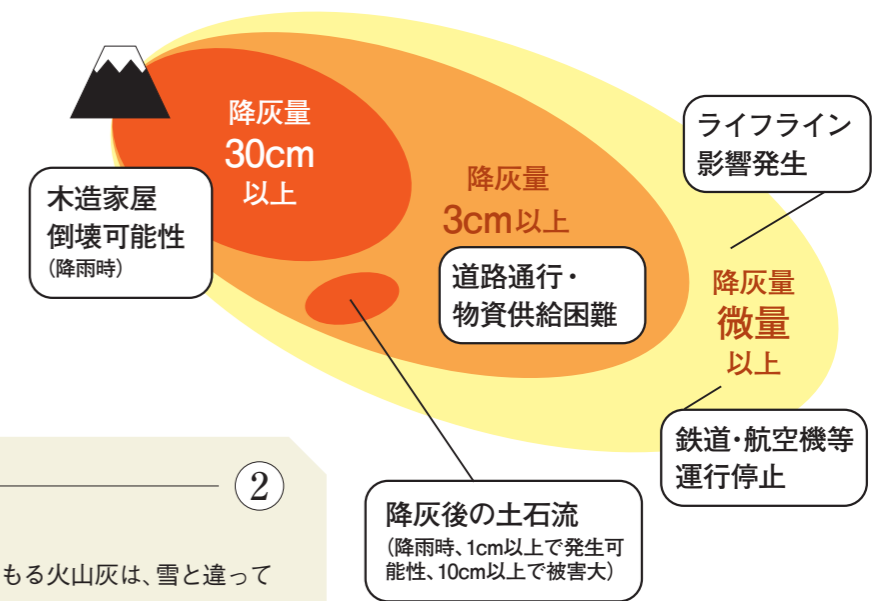 降灰量
30cm
以上
木造家屋
倒壊可能性
(降雨時)
降灰量
3cm以上
道路通行・
物資供給困難
ライフライン
影響発生
降灰量
微量
以上
鉄道・航空機等
運行停止
降灰後の土石流
(降雨時、1cm以上で発生可
能性、10cm以上で被害大)
2
もる火山灰は、雪と違って